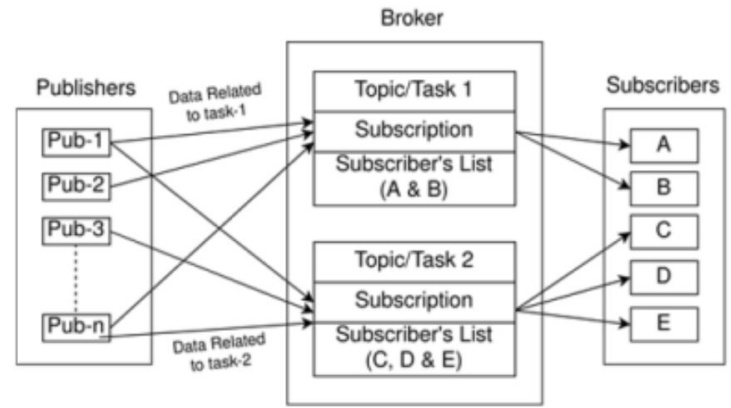 Broker
Publishers
Data Related
to task-1
Pub-1
Pub-2
Pub-3
Pub-n
Data Related
to task-2
Topic/Task 1
Subscription
Subscriber's List
(A & B)
Topic/Task 2
Subscription
Subscriber's List
(C, D & E)
Subscribers
A
B
C
D
E